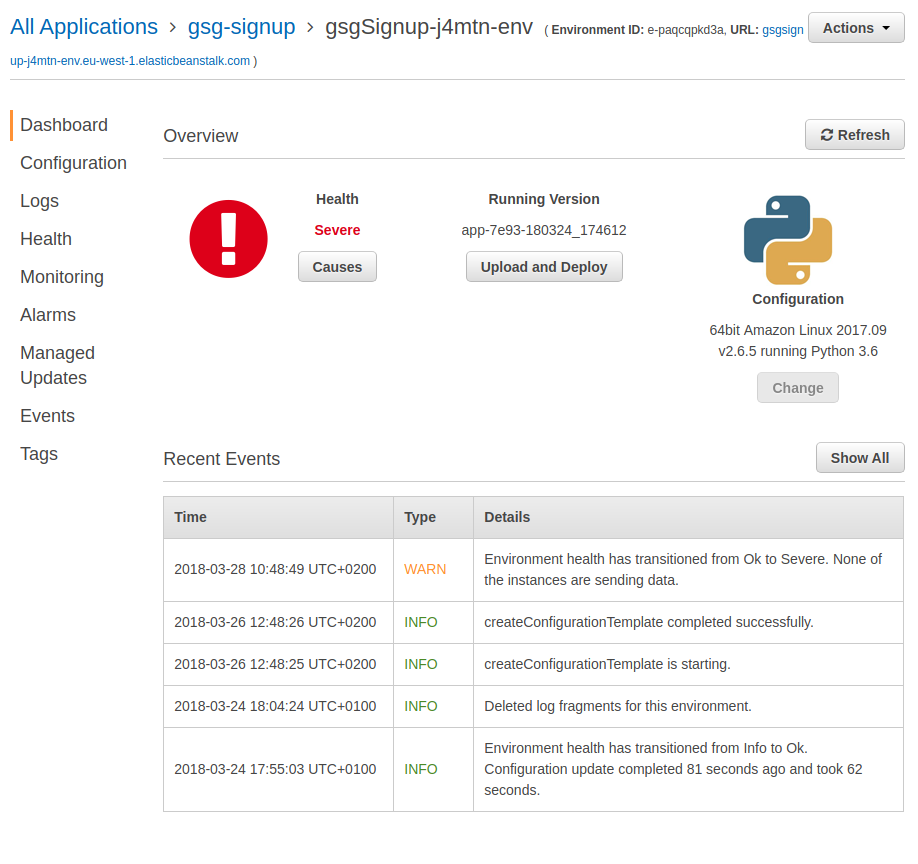 All Applications › gsg-signup › gsgSignup-j4mtn-env ( Environment ID: e-paqcqpkd3a, URL: gsgsign
up-j4mtn-env.eu-west-1.elasticbeanstalk.com )
Actions
Dashboard
Configuration
Logs
Health
Monitoring
Alarms
Managed
Updates
Events
Tags
Overview
Refresh
Health
Severe
Causes
Running Version
app-7e93-180324_174612
Upload and Deploy
Configuration
64bit Amazon Linux 2017.09
v2.6.5 running Python 3.6
Change
Recent Events
Show All
Time Type Details
2018-03-28 10:48:49 UTC+0200 WARN Environment health has transitioned from Ok to Severe. None of
the instances are sending data.
2018-03-26 12:48:26 UTC+0200 INFO createConfigurationTemplate completed successfully.
2018-03-26 12:48:25 UTC+0200 INFO createConfigurationTemplate is starting.
2018-03-24 18:04:24 UTC+0100 INFO Deleted log fragments for this environment.
2018-03-24 17:55:03 UTC+0100 INFO Environment health has transitioned from Info to Ok.
Configuration update completed 81 seconds ago and took 62
seconds.